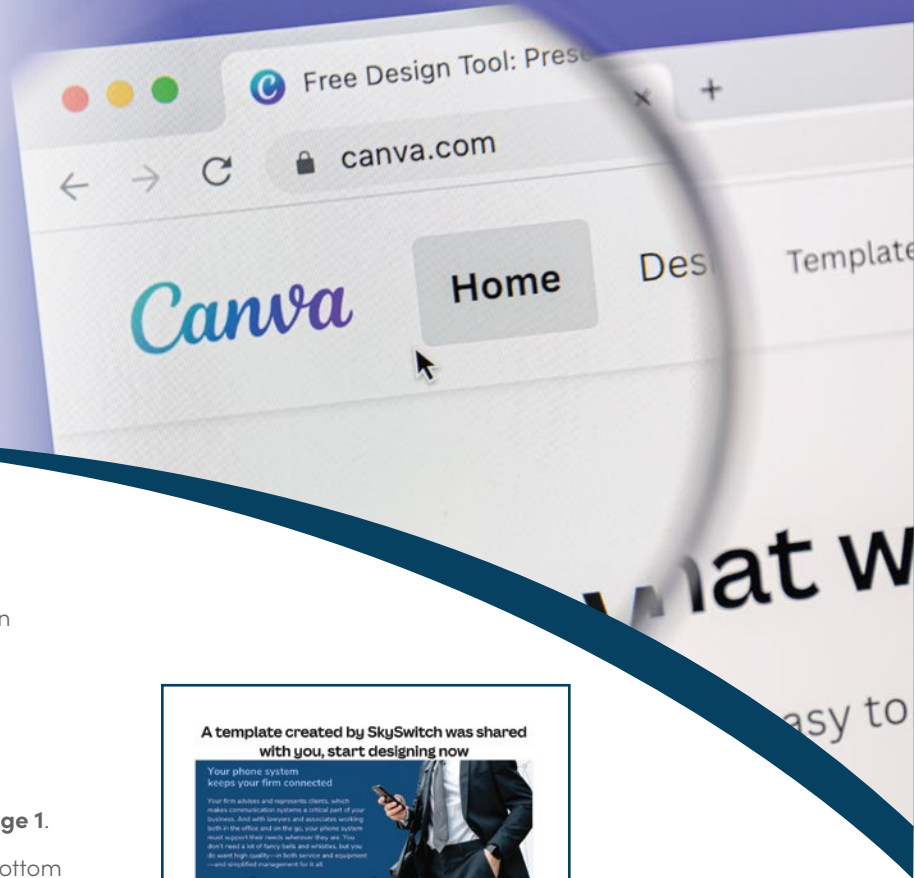 Free Design Tool: Prese
canva.com
Canva
Home
Des
Template
hat w
asy to
n
A template created by SkySwitch was shared
with you, start designing now
Your phone system
keeps your firm connected
Your firm advises and represents clients, which
makes communication systems a critical part of your
business. And with lawyers and associates working
both in the office and on the go, your phone system
must support their needs wherever they are. You
don't need a lot of fancy bells and whistles, but you
do want high quality—in both service and equipment
—and simplified management for it all.
ge 1.
ottom